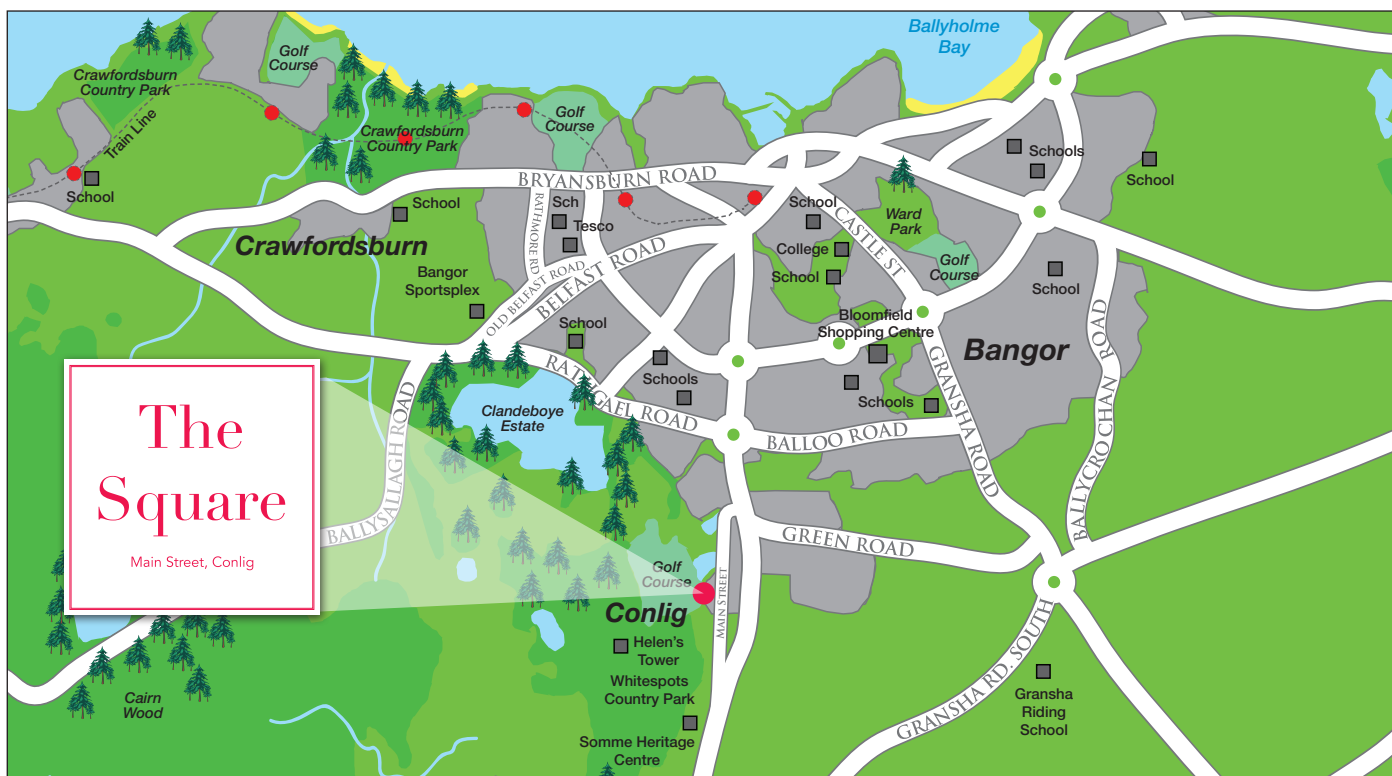 Ballyholme
Bay
Golf
Course
Crawfordsburn
Country Park
Train Line
Golf
Course
Crawfordsburn
Country Park
School
BRYANSBURN ROAD
Schools
School
School
Sch
Tesco
RATHMORE RD
School
CASTLE ST
Ward
Park
College
School
Golf
Course
School
Crawfordsburn
Bangor
Sportsplex
OLD BELFAST ROAD
BELFAST ROAD
School
Bloomfield
Shopping Centre
Bangor
Schools
Schools
RATHGAEL ROAD
BALLOO ROAD
GRANSHA ROAD
BALLYCROCHAN ROAD
Clandeboye
Estate
BALLYSALLAGH ROAD
The
Square
Main Street, Conlig
GREEN ROAD
Golf
Course
Conlig
MAIN STREET
Helen's
Tower
Whitespots
Country Park
Somme Heritage
Centre
GRANSHA RD. SOUTH
Gransha
Riding
School
Cairn
Wood